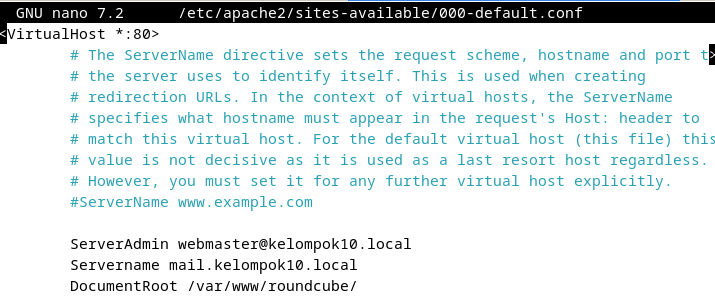 GNU nano 7.2 /etc/apache2/sites-available/000-default.conf
<VirtualHost *:80>
# The ServerName directive sets the request scheme, hostname and port t>
# the server uses to identify itself. This is used when creating
# redirection URLs. In the context of virtual hosts, the ServerName
# specifies what hostname must appear in the request's Host: header to
# match this virtual host. For the default virtual host (this file) this
# value is not decisive as it is used as a last resort host regardless.
# However, you must set it for any further virtual host explicitly.
#ServerName www.example.com
ServerAdmin webmaster@kelompok10.local
Servername mail.kelompok10.local
DocumentRoot /var/www/roundcube/